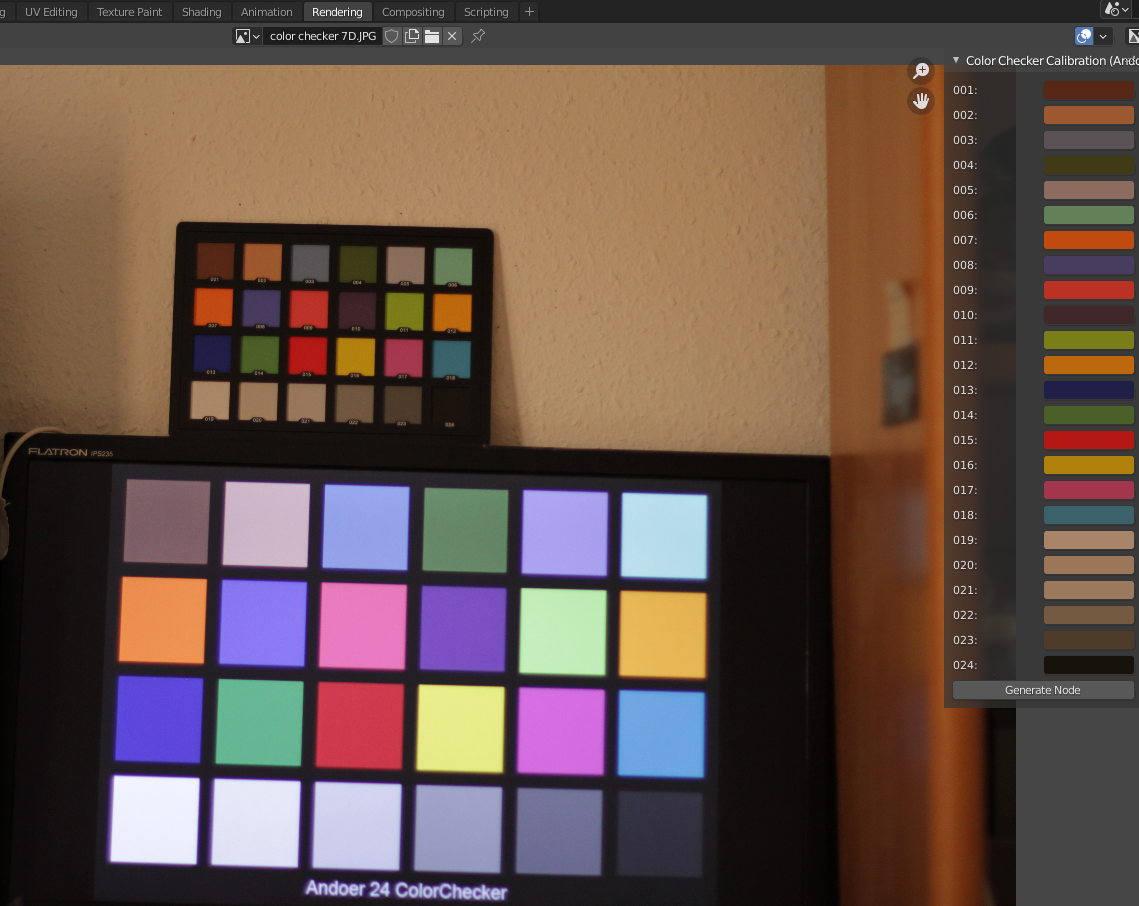 g
UV Editing
Texture Paint
Shading
Animation
Rendering
Compositing
Scripting
+
color checker 7D.JPG
Color Checker Calibration (Ando
001:
002:
003:
004:
005:
006:
007:
008:
009:
010:
011:
012:
013:
014:
015:
016:
017:
018:
019:
020:
021:
022:
023:
024:
Generate Node
001 002 003 004 005 006
007 008 009 010 011 012
013 014 015 016 017 018
019 020 021 022 023 024
FLATRON IPS235
Andoer 24 ColorChecker